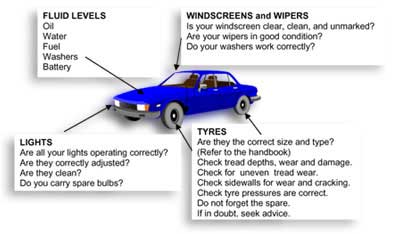 FLUID LEVELS
Oil
Water
Fuel
Washers
Battery
WINDSCREENS and WIPERS
Is your windscreen clear, clean, and unmarked?
Are your wipers in good condition?
Do your washers work correctly?
LIGHTS
Are all your lights operating correctly?
Are they correctly adjusted?
Are they clean?
Do you carry spare bulbs?
TYRES
Are they the correct size and type?
(Refer to the handbook)
Check tread depths, wear and damage.
Check for uneven tread wear.
Check sidewalls for wear and cracking.
Check tyre pressures are correct.
Do not forget the spare.
If in doubt, seek advice.